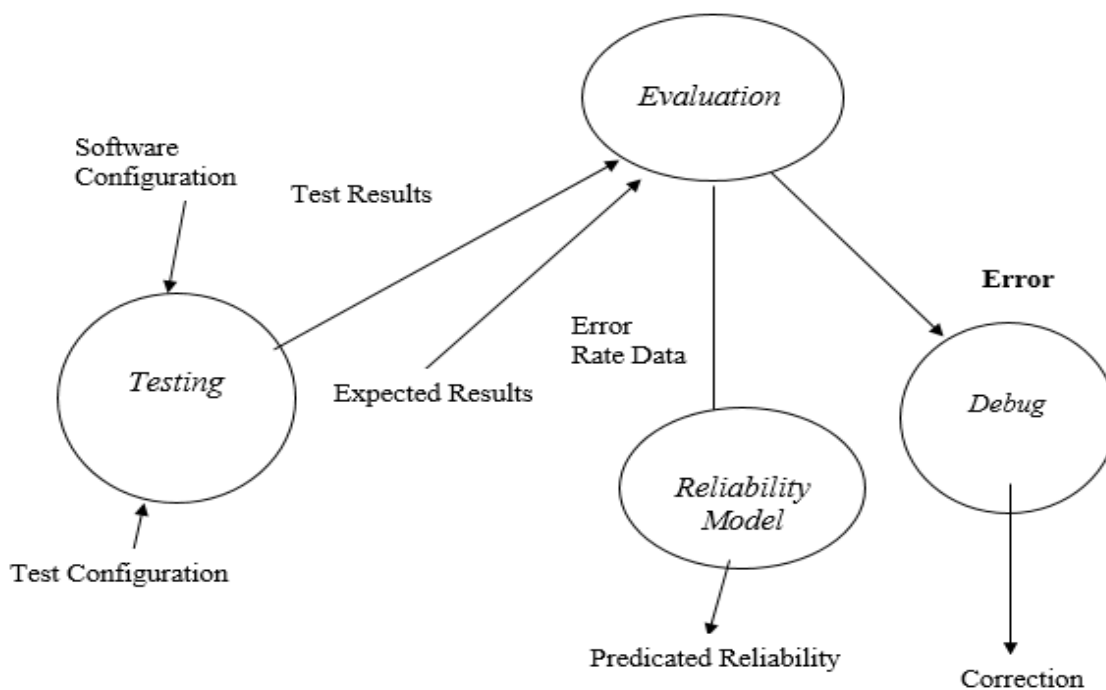 Evaluation
Software
Configuration
Test Results
Error
Error
Rate Data
Testing
Expected Results
Debug
Reliability
Model
Test Configuration
Predicated Reliability
Correction